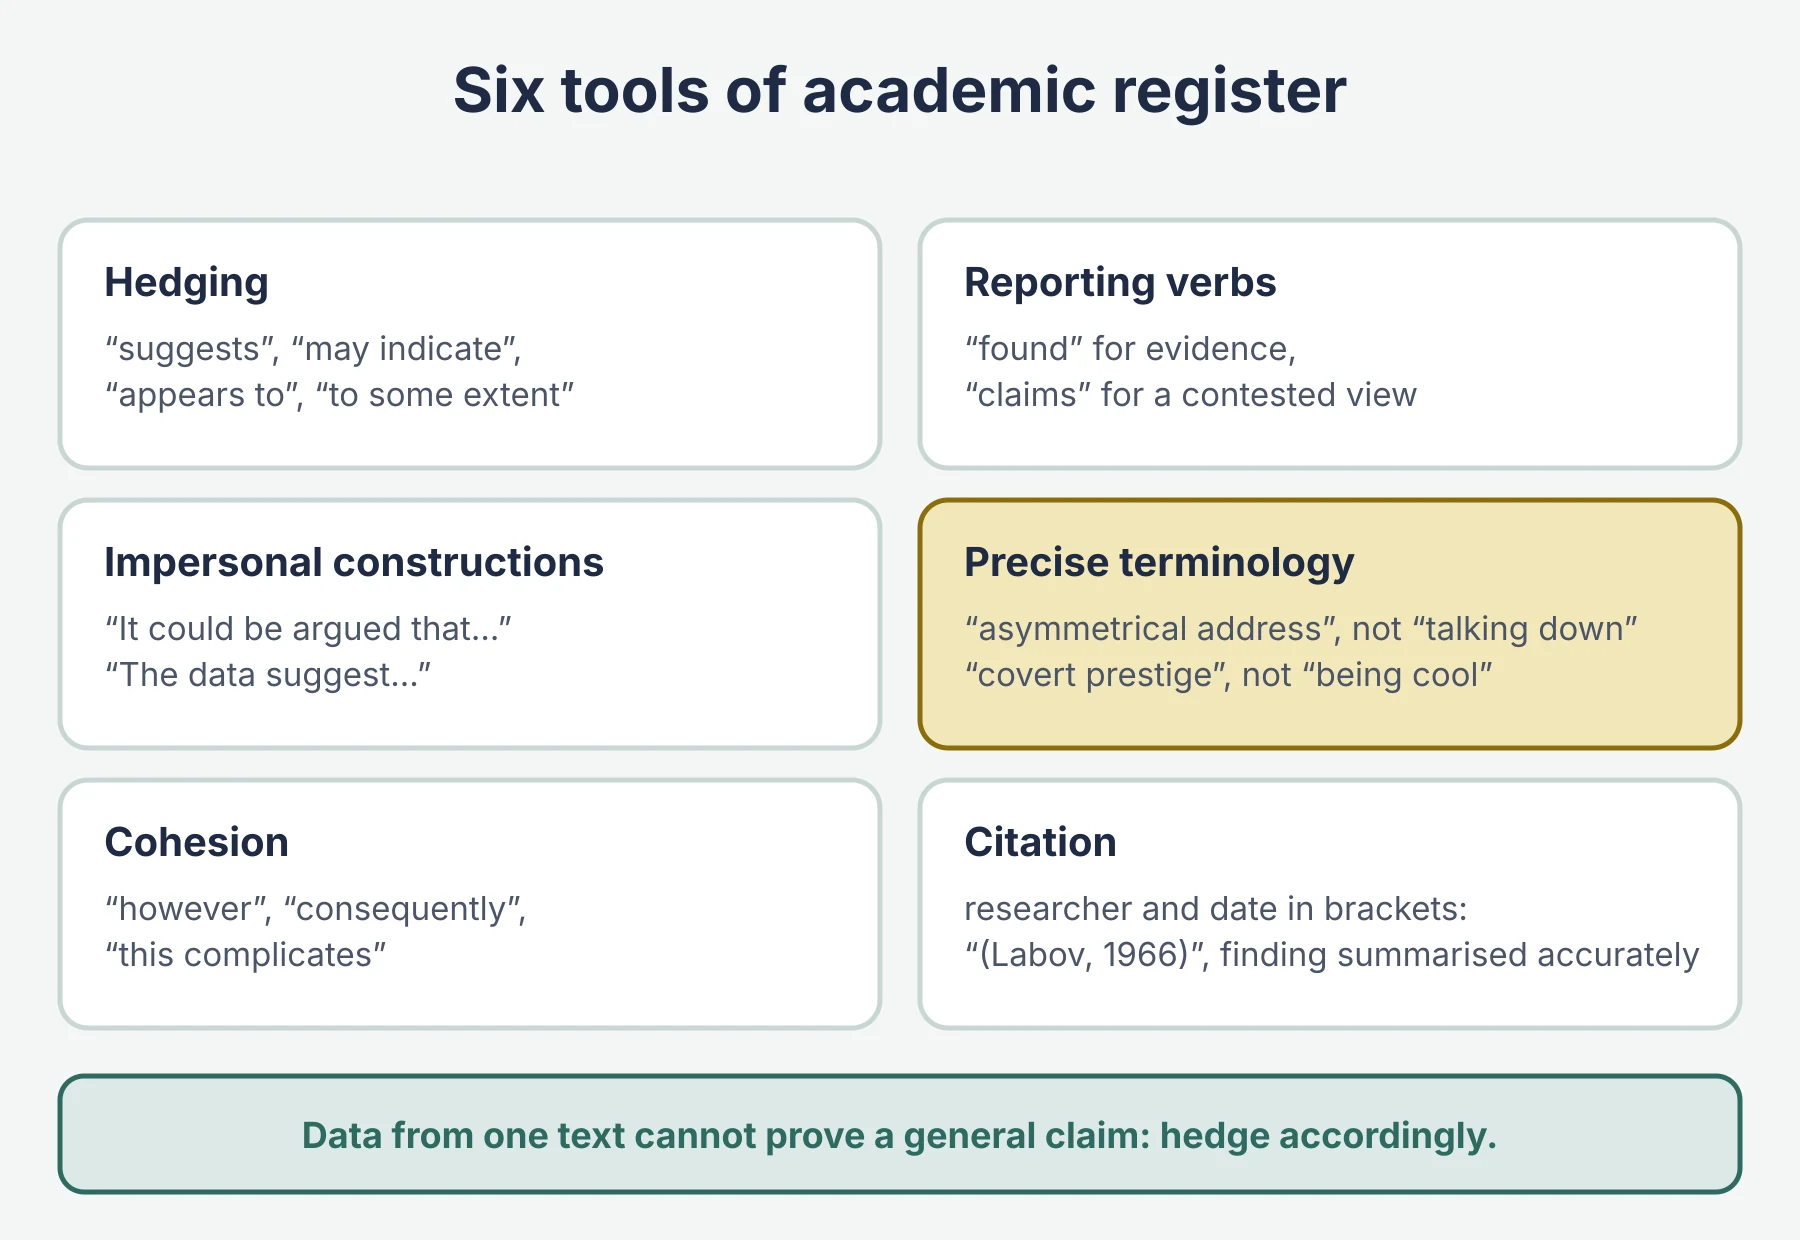 Six tools of academic register
Hedging
“suggests”, “may indicate”,
“appears to”, “to some extent”
Reporting verbs
“found” for evidence,
“claims” for a contested view
Impersonal constructions
“It could be argued that…”
“The data suggest…”
Precise terminology
“asymmetrical address”, not “talking down”
“covert prestige”, not “being cool”
Cohesion
“however”, “consequently”,
“this complicates”
Citation
researcher and date in brackets:
“(Labov, 1966)”, finding summarised accurately
Data from one text cannot prove a general claim: hedge accordingly.